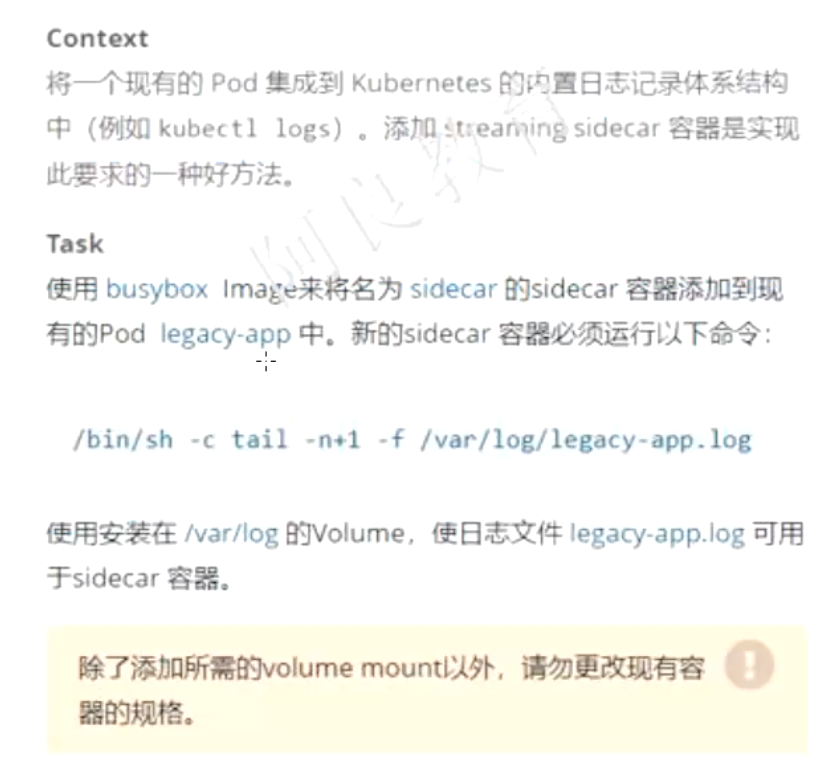 Context
将一个现有的 Pod 集成到 Kubernetes 的内置日志记录体系结构
中（例如 kubectl logs）。添加 streaming sidecar 容器是实现
此要求的一种好方法。
Task
使用 busybox Image来将名为 sidecar 的sidecar 容器添加到现
有的Pod legacy-app 中。新的sidecar 容器必须运行以下命令：
/bin/sh -c tail -n+1 -f /var/log/legacy-app.log
使用安装在 /var/log 的Volume，使日志文件 legacy-app.log 可用
于sidecar 容器。
除了添加所需的volume mount以外，请勿更改现有容
器的规格。
阿良教育